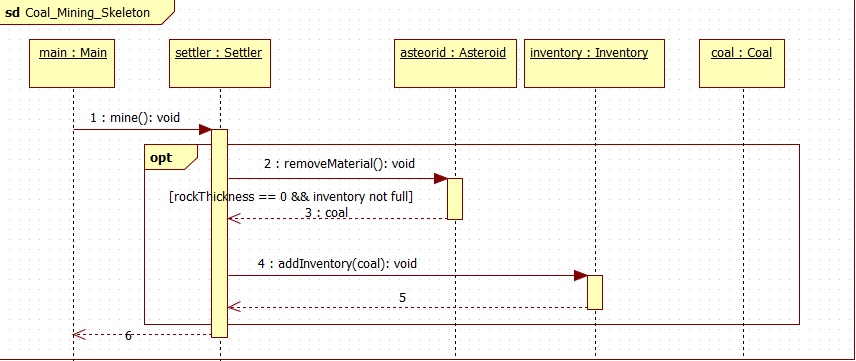 sd Coal_Mining_Skeleton
main : Main
settler : Settler
asteorid : Asteroid
inventory : Inventory
coal : Coal
1 : mine(): void
opt
2 : removeMaterial(): void
[rockThickness == 0 && inventory not full]
3 : coal
4 : addInventory(coal): void
5
6